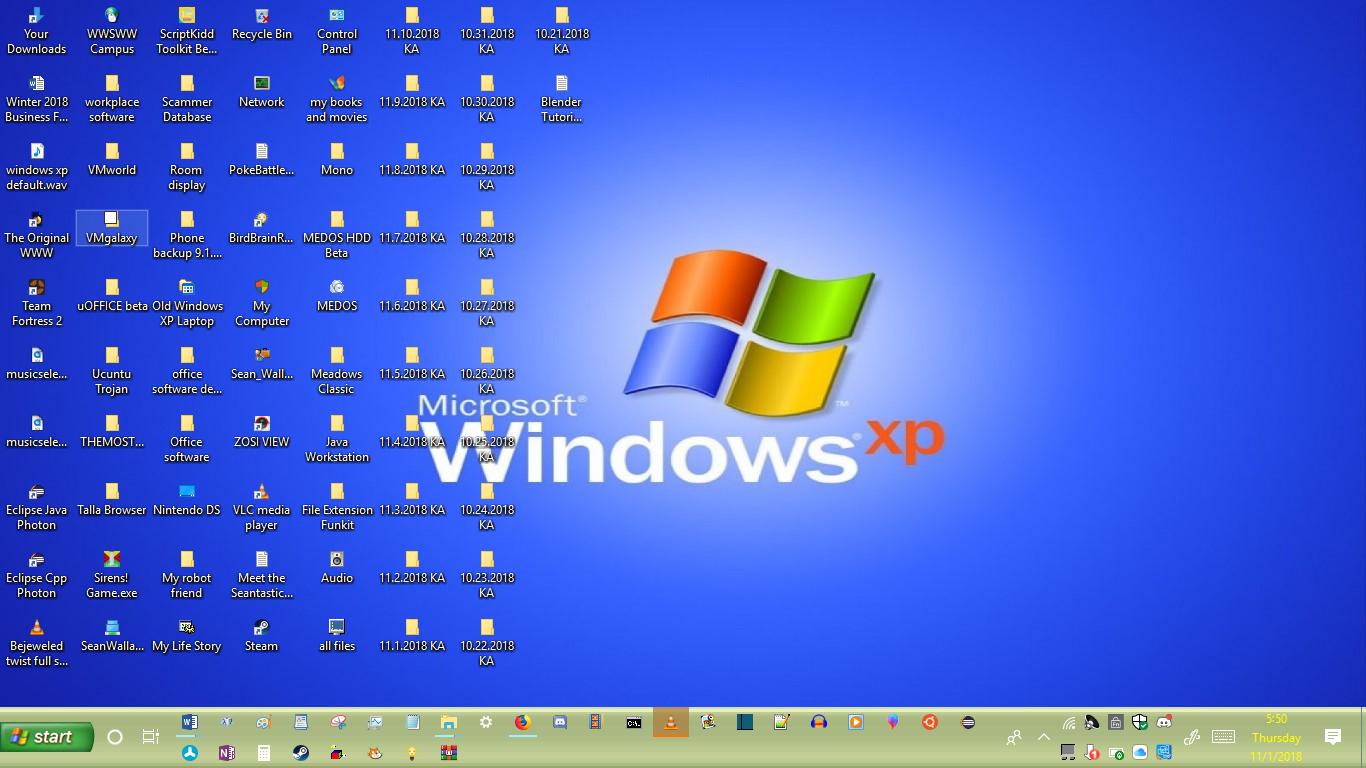 Your
Downloads
WWSWW
Campus
ScriptKidd
Toolkit Be...
Recycle Bin
Control
Panel
11.10.2018
KA
10.31.2018
KA
10.21.2018
KA
Winter 2018
Business F...
workplace
software
Scammer
Database
Network
my books
and movies
11.9.2018 KA
10.30.2018
KA
Blender
Tutori...
windows xp
default.wav
VMworld
Room
display
PokeBattle...
Mono
11.8.2018 KA
10.29.2018
KA
The Original
WWW
VMgalaxy
Phone
backup 9.1....
BirdBrainR...
MEDOS HDD
Beta
11.7.2018 KA
10.28.2018
KA
Team
Fortress 2
uOFFICE beta
Old Windows
XP Laptop
My
Computer
MEDOS
11.6.2018 KA
10.27.2018
KA
musicsele...
Ucuntu
Trojan
office
software de...
Sean_Wall...
Meadows
Classic
11.5.2018 KA
10.26.2018
KA
musicsele...
THEMOST...
Office
software
ZOSI VIEW
Java
Workstation
11.4.2018 KA
10.25.2018
KA
Eclipse Java
Photon
Talla Browser
Nintendo DS
VLC media
player
File Extension
Funkit
11.3.2018 KA
10.24.2018
KA
Eclipse Cpp
Photon
Sirens!
Game.exe
My robot
friend
Meet the
Seantastic...
Audio
11.2.2018 KA
10.23.2018
KA
Bejeweled
twist full s...
SeanWalla...
My Life Story
Steam
all files
11.1.2018 KA
10.22.2018
KA
Microsoft®
Windows® xp
™
start
5:50
Thursday
11/1/2018